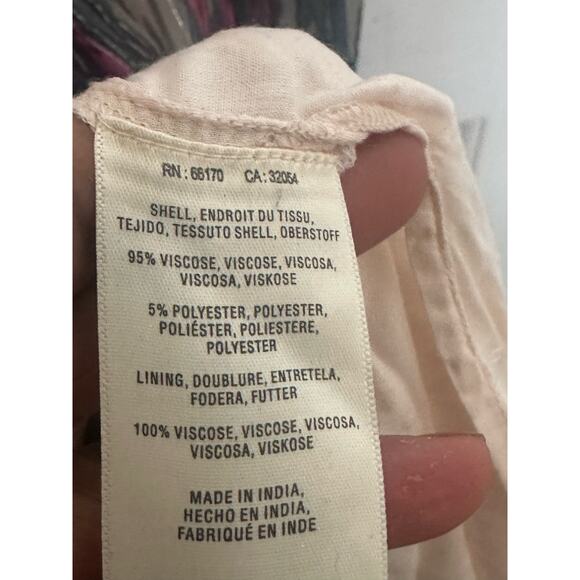 RN: 66170 CA: 32054
SHELL, ENDROIT DU TISSU,
TEJIDO, TESSUTO SHELL, OBERSTOFF
95% VISCOSE, VISCOSE, VISCOSA,
VISCOSA, VISKOSE
5% POLYESTER, POLYESTER,
POLIÉSTER, POLIESTERE,
POLYESTER
LINING, DOUBLURE, ENTRETELA,
FODERA, FUTTER
100% VISCOSE, VISCOSE, VISCOSA,
VISCOSA, VISKOSE
MADE IN INDIA,
HECHO EN INDIA,
FABRIQUÉ EN INDE